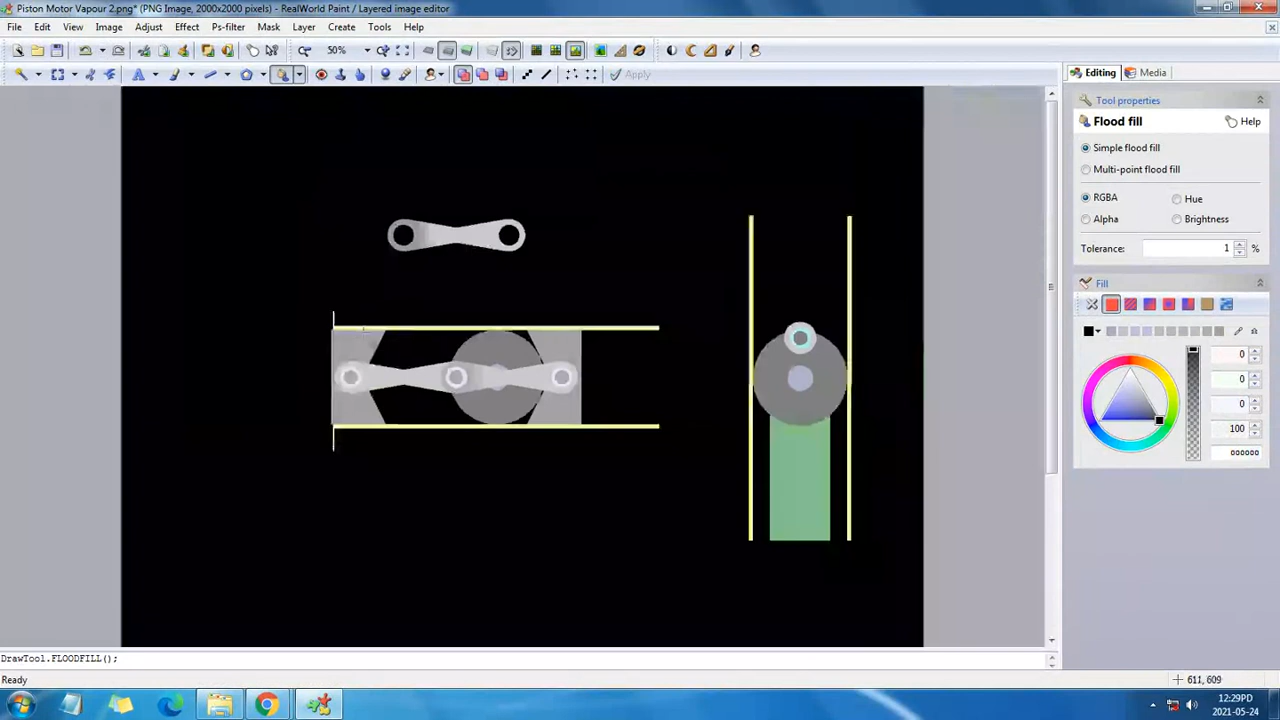 Piston Motor Vapour 2.png* (PNG Image, 2000x2000 pixels) - RealWorld Paint / Layered image editor
File Edit View Image Adjust Effect Ps-filter Mask Layer Create Tools Help
50%
Apply
Editing Media
Tool properties
Flood fill Help
Simple flood fill
Multi-point flood fill
RGBA Hue
Alpha Brightness
Tolerance: 1 %
Fill
0
0
0
100
000000
DrawTool.FLOODFILL();
Ready 611, 609
12:29PM
2021-05-24